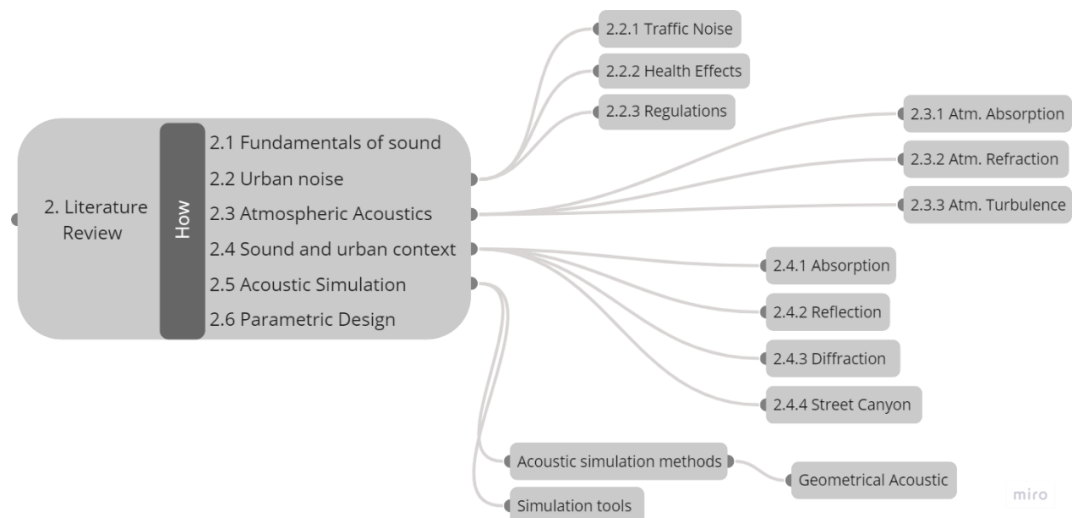 2. Literature
Review
How
2.1 Fundamentals of sound
2.2 Urban noise
2.3 Atmospheric Acoustics
2.4 Sound and urban context
2.5 Acoustic Simulation
2.6 Parametric Design
2.2.1 Traffic Noise
2.2.2 Health Effects
2.2.3 Regulations
2.3.1 Atm. Absorption
2.3.2 Atm. Refraction
2.3.3 Atm. Turbulence
2.4.1 Absorption
2.4.2 Reflection
2.4.3 Diffraction
2.4.4 Street Canyon
Acoustic simulation methods
Geometrical Acoustic
Simulation tools
miro